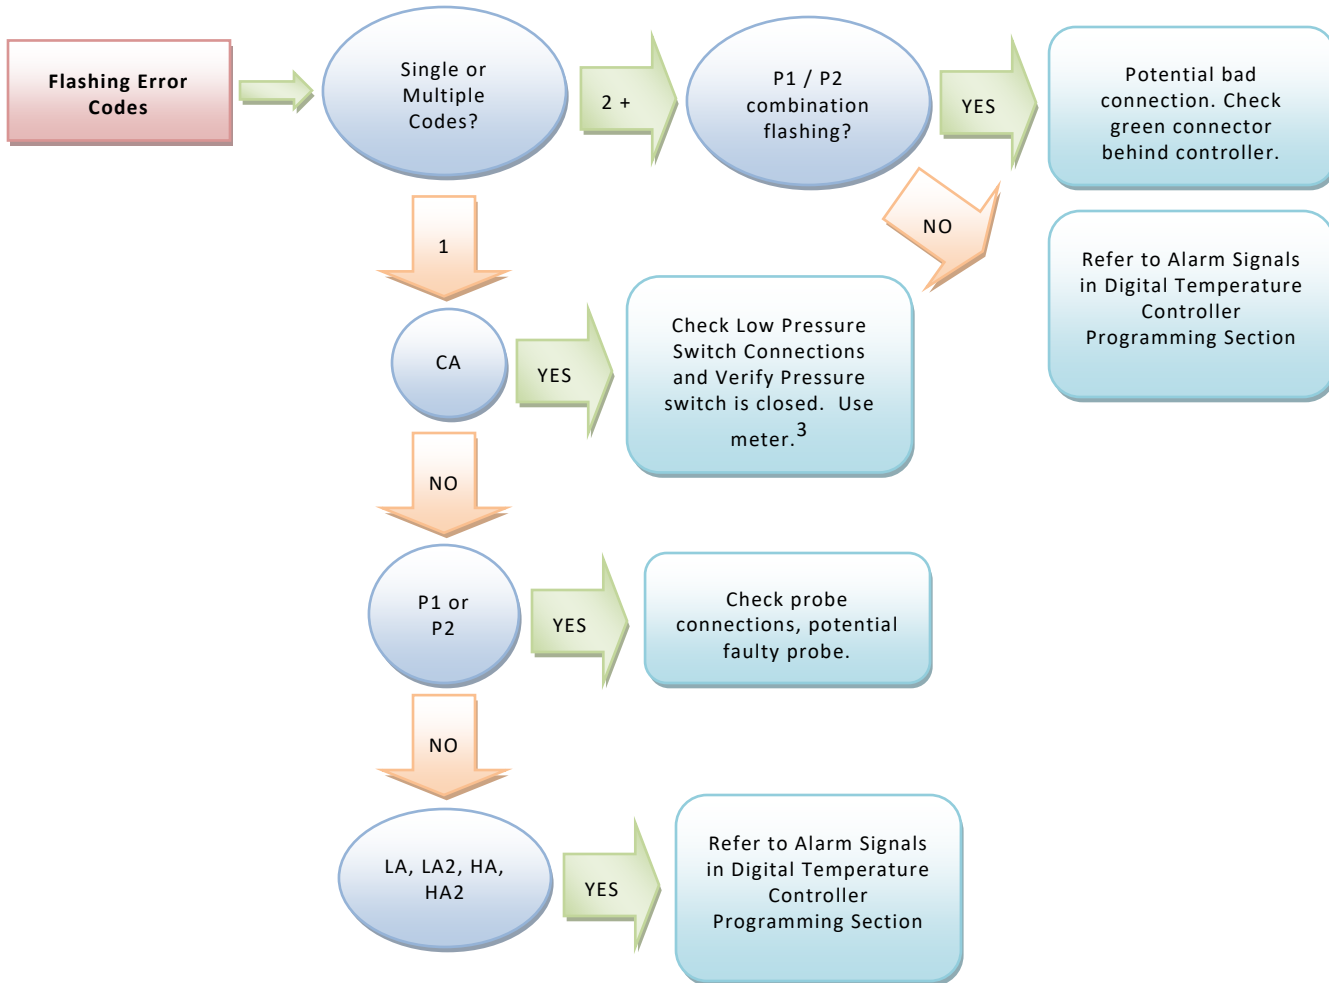 Flashing Error
Codes
Single or
Multiple
Codes?
2 +
P1 / P2
combination
flashing?
YES
Potential bad
connection. Check
green connector
behind controller.
NO
Refer to Alarm Signals
in Digital Temperature
Controller
Programming Section
1
CA
YES
Check Low Pressure
Switch Connections
and Verify Pressure
switch is closed. Use
meter.3
NO
P1 or
P2
YES
Check probe
connections, potential
faulty probe.
NO
LA, LA2, HA,
HA2
YES
Refer to Alarm Signals
in Digital Temperature
Controller
Programming Section